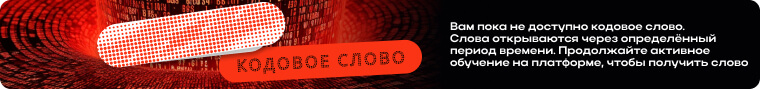 КОДОВОЕ СЛОВО
Вам пока не доступно кодовое слово.
Слова открываются через определённый
период времени. Продолжайте активное
обучение на платформе, чтобы получить слово